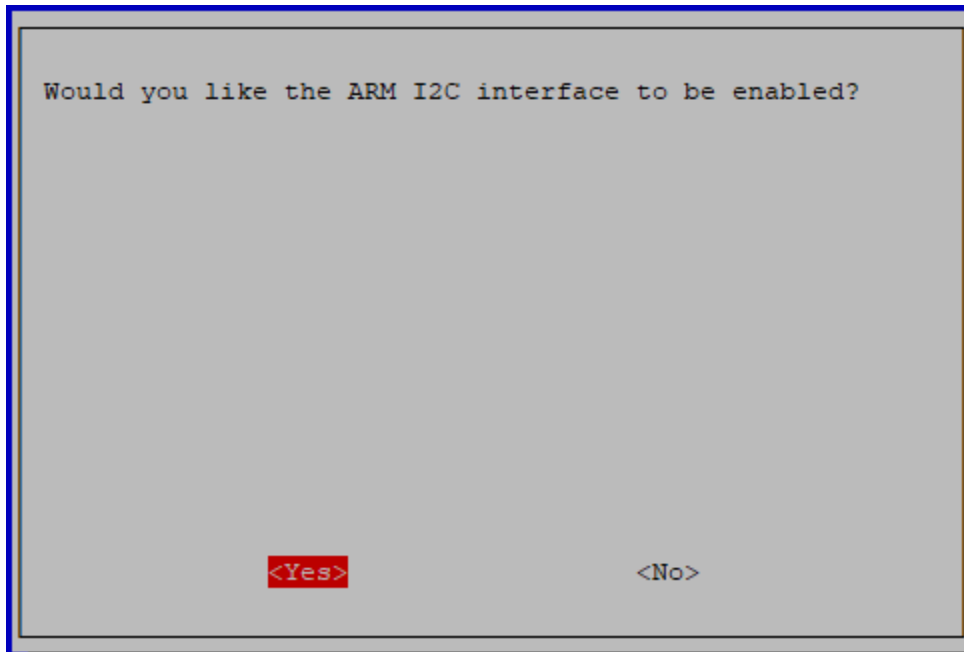 Would you like the ARM I2C interface to be enabled?
<Yes> <No>